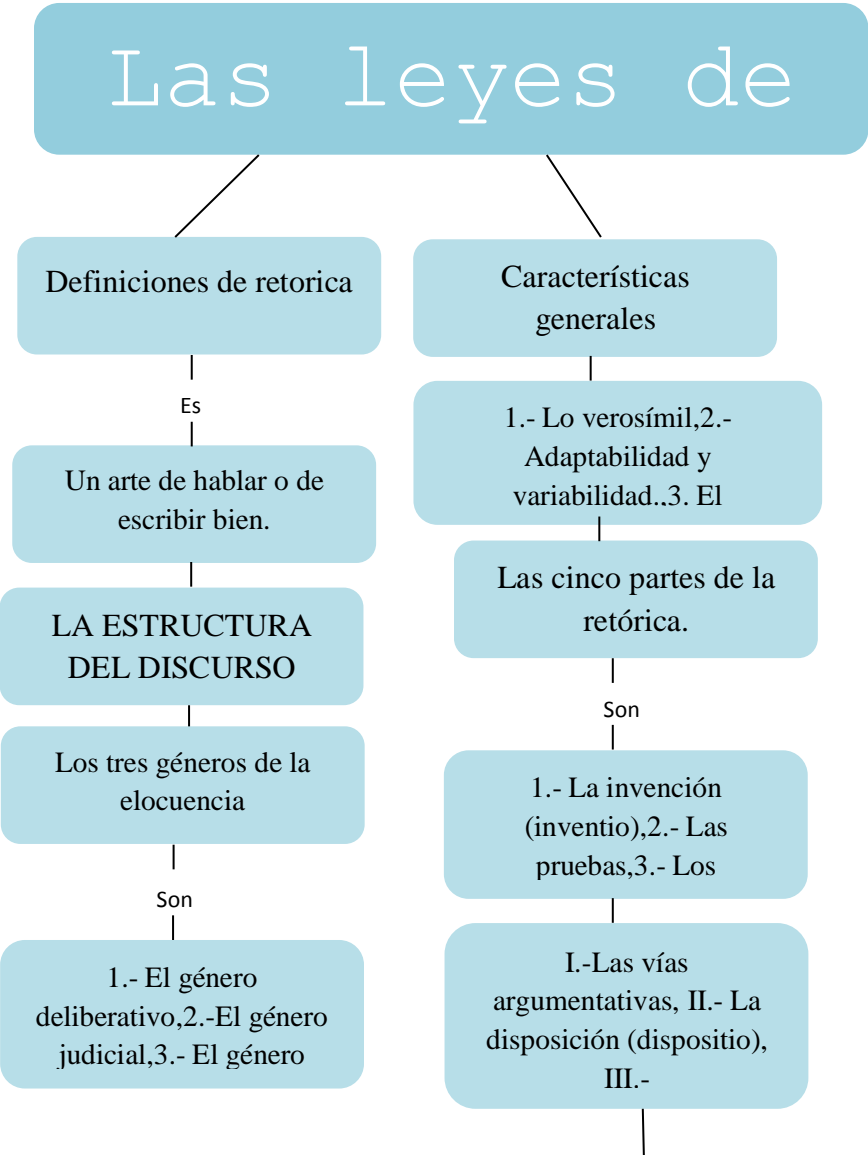 Las leyes de
Definiciones de retorica
Es
Un arte de hablar o de
escribir bien.
LA ESTRUCTURA
DEL DISCURSO
Los tres géneros de la
elocuencia
Son
1.- El género
deliberativo,2.-El género
judicial,3.- El género
Características
generales
1.- Lo verosímil,2.-
Adaptabilidad y
variabilidad.,3. El
Las cinco partes de la
retórica.
Son
1.- La invención
(inventio),2.- Las
pruebas,3.- Los
I.-Las vías
argumentativas, II.- La
disposición (dispositio),
III.-